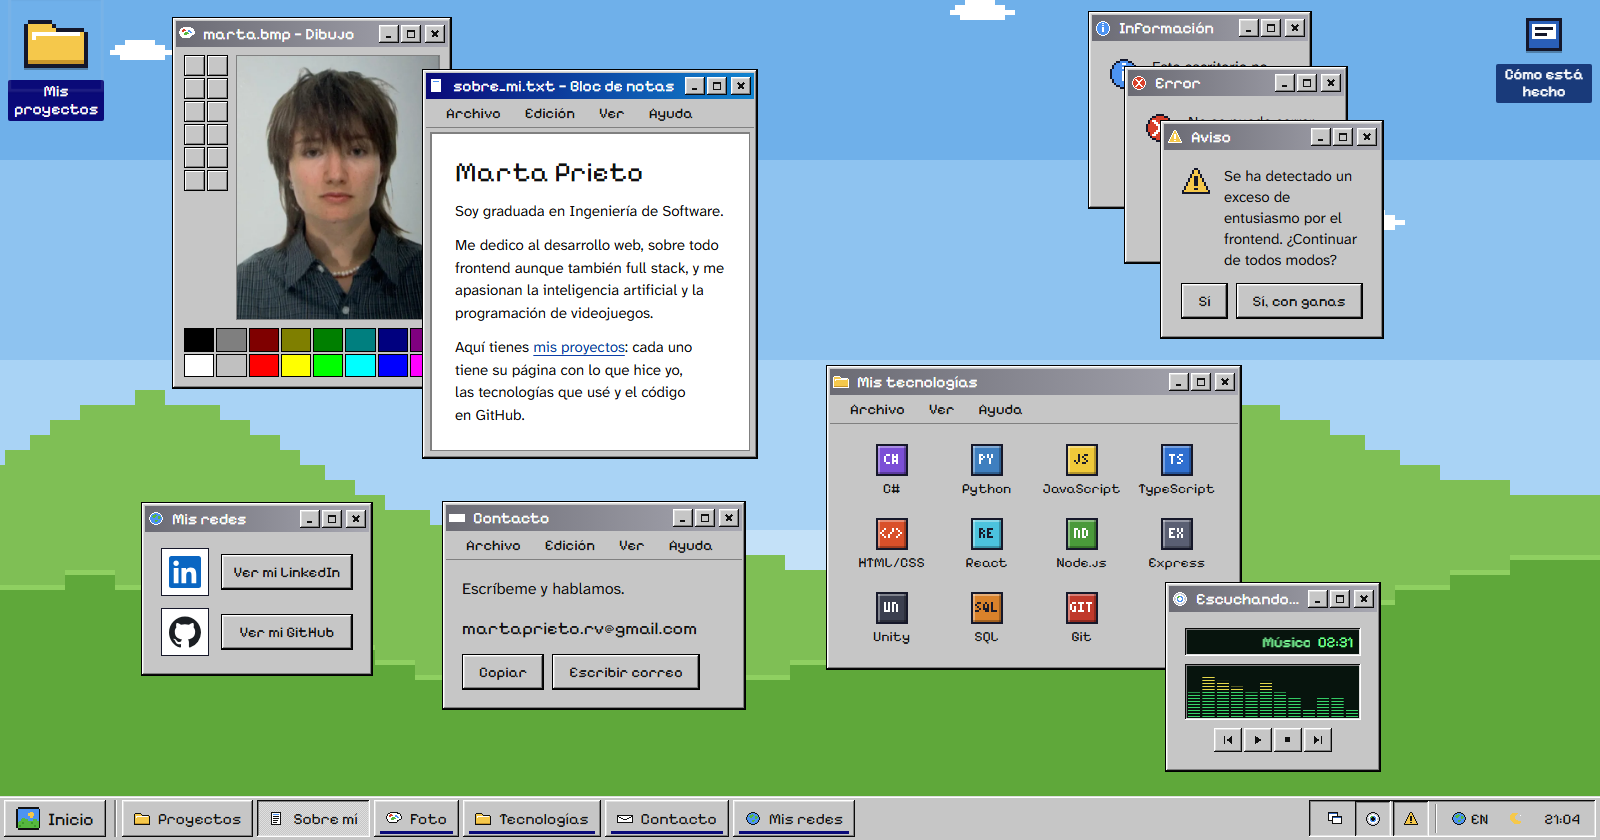 Mis
proyectos
marta.bmp - Dibujo
sobre_mi.txt - Bloc de notas
Archivo Edición Ver Ayuda
Marta Prieto
Soy graduada en Ingeniería de Software.
Me dedico al desarrollo web, sobre todo
frontend aunque también full stack, y me
apasionan la inteligencia artificial y la
programación de videojuegos.
Aquí tienes mis proyectos: cada uno
tiene su página con lo que hice yo,
las tecnologías que usé y el código
en GitHub.
Información
Error
Aviso
Se ha detectado un
exceso de
entusiasmo por el
frontend. ¿Continuar
de todos modos?
Sí
Sí, con ganas
Cómo está
hecho
Mis tecnologías
Archivo Ver Ayuda
C# PY JS TS
C# Python JavaScript TypeScript
</> RE ND EX
HTML/CSS React Node.js Express
UN SQL GIT
Unity SQL Git
Mis redes
in Ver mi LinkedIn
Ver mi GitHub
Contacto
Archivo Edición Ver Ayuda
Escríbeme y hablamos.
martaprieto.rv@gmail.com
Copiar Escribir correo
Escuchando...
Músico 02:31
Inicio Proyectos Sobre mí Foto Tecnologías Contacto Mis redes EN 21:04